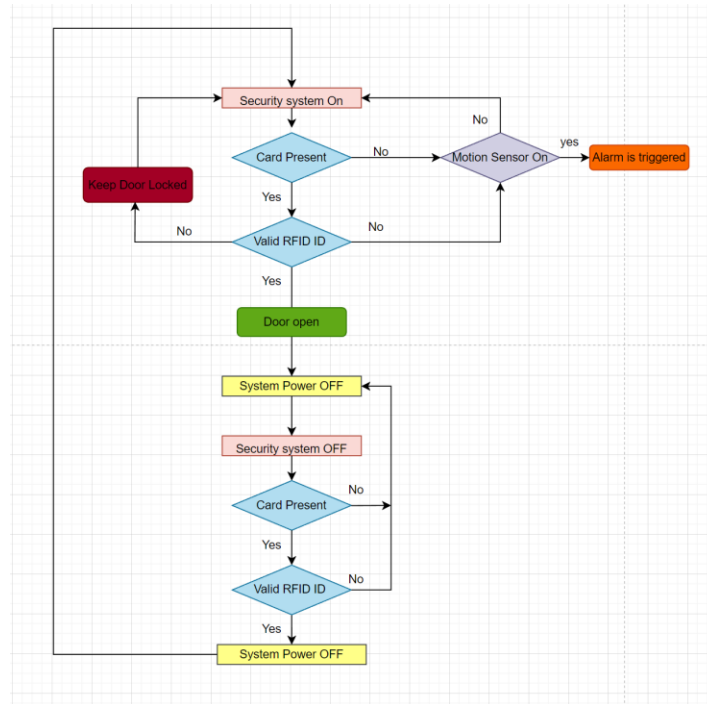 Security system On
No
yes
Card Present
No
Motion Sensor On
Alarm is triggered
Keep Door Locked
Yes
No
Valid RFID ID
No
Yes
Door open
System Power OFF
Security system OFF
No
Card Present
Yes
No
Valid RFID ID
Yes
System Power OFF